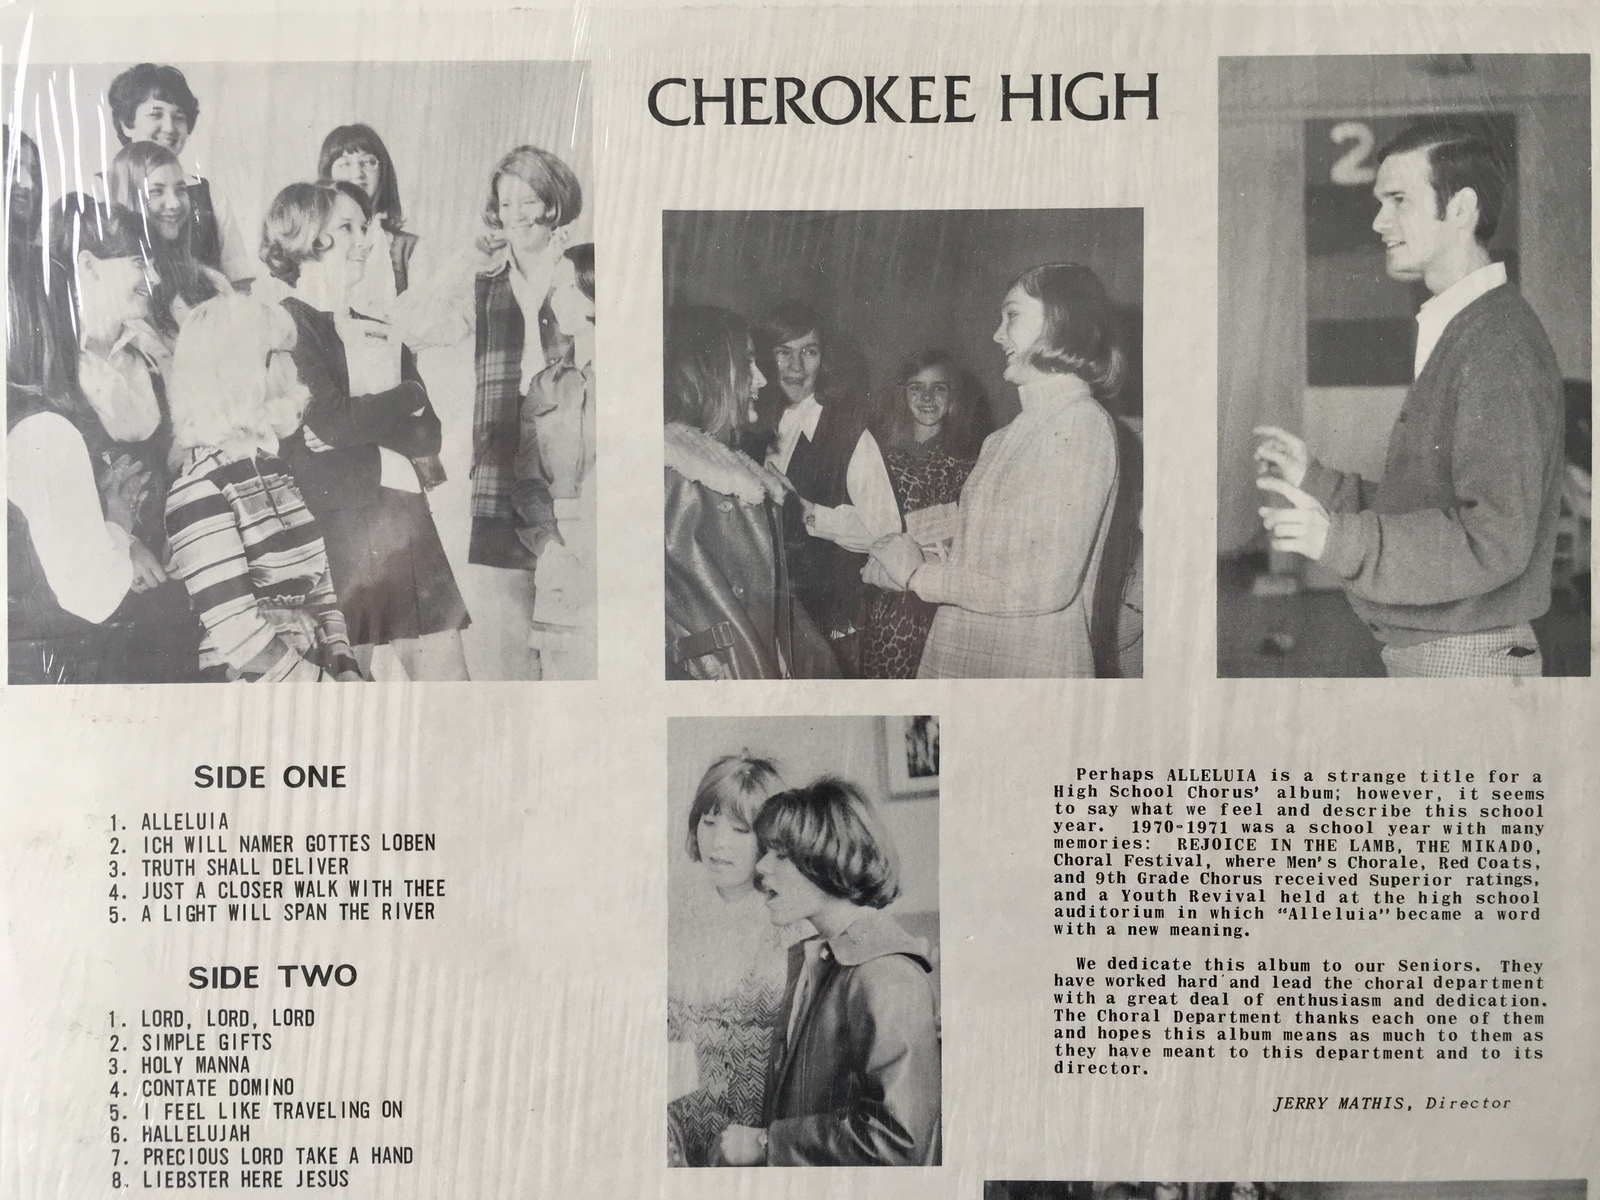 CHEROKEE HIGH
2
SIDE ONE
1. ALLELUIA
2. ICH WILL NAMER GOTTES LOBEN
3. TRUTH SHALL DELIVER
4. JUST A CLOSER WALK WITH THEE
5. A LIGHT WILL SPAN THE RIVER
SIDE TWO
1. LORD, LORD, LORD
2. SIMPLE GIFTS
3. HOLY MANNA
4. CONTATE DOMINO
5. I FEEL LIKE TRAVELING ON
6. HALLELUJAH
7. PRECIOUS LORD TAKE A HAND
8. LIEBSTER HERE JESUS
Perhaps ALLELUIA is a strange title for a
High School Chorus' album; however, it seems
to say what we feel and describe this school
year. 1970-1971 was a school year with many
memories: REJOICE IN THE LAMB, THE MIKADO,
Choral Festival, where Men's Chorale, Red Coats,
and 9th Grade Chorus received Superior ratings,
and a Youth Revival held at the high school
auditorium in which "Alleluia" became a word
with a new meaning.
We dedicate this album to our Seniors. They
have worked hard and lead the choral department
with a great deal of enthusiasm and dedication.
The Choral Department thanks each one of them
and hopes this album means as much to them as
they have meant to this department and to its
director.
JERRY MATHIS, Director